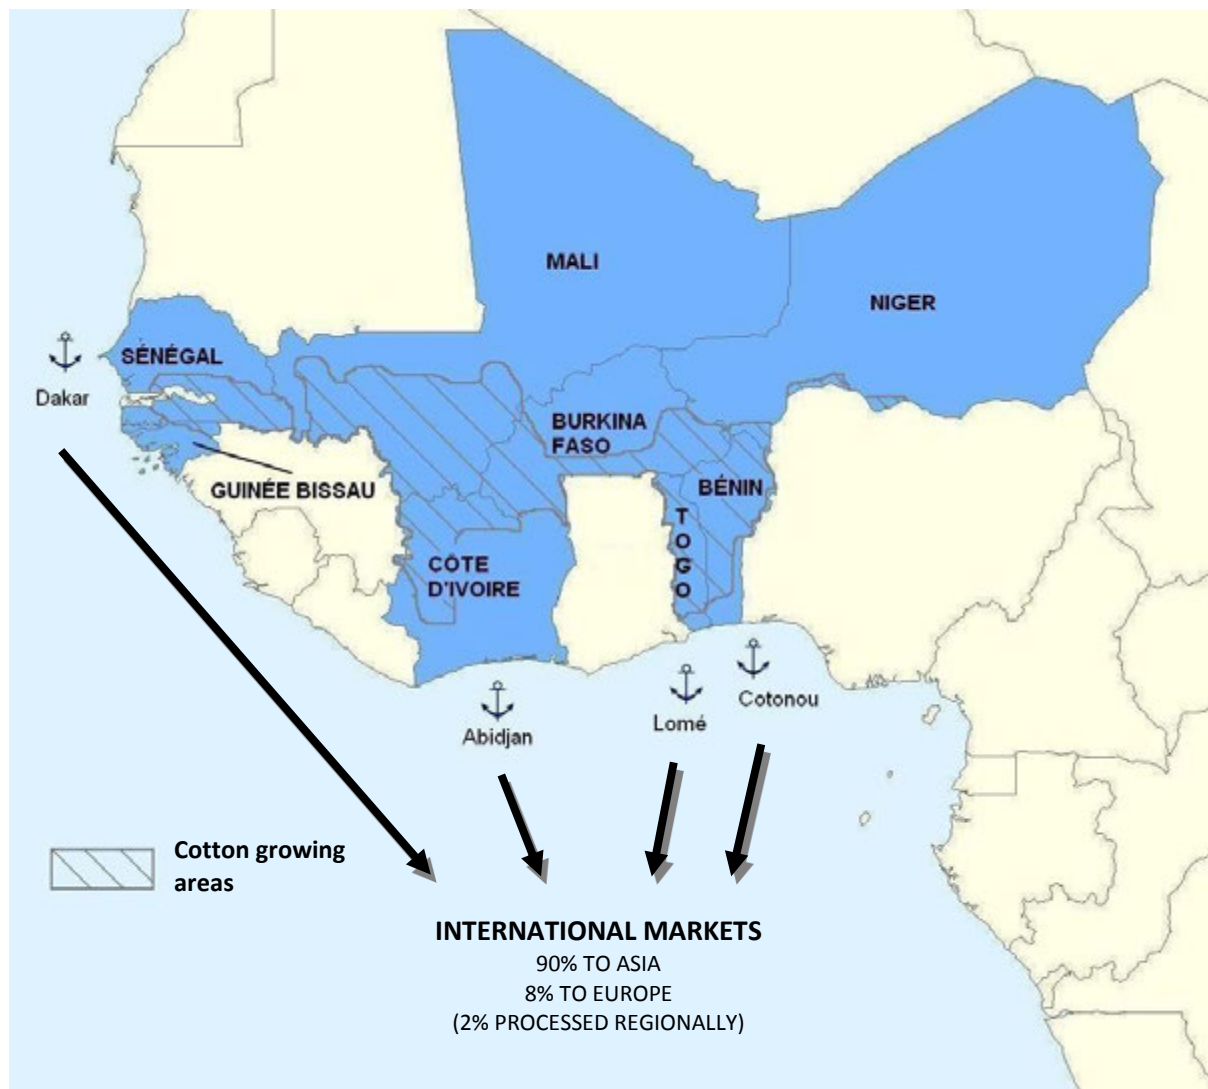 MALI
NIGER
SÉNÉGAL
Dakar
BURKINA
FASO
GUINÉE BISSAU
BÉNIN
TOGO
CÔTE
D'IVOIRE
Cotonou
Lomé
Abidjan
Cotton growing
areas
INTERNATIONAL MARKETS
90% TO ASIA
8% TO EUROPE
(2% PROCESSED REGIONALLY)